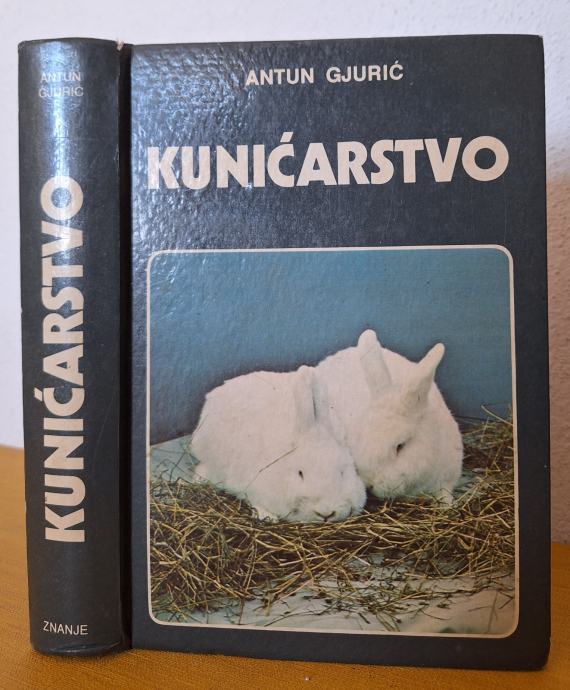 ANTUN
GJURIĆ
KUNIĆARSTVO
ZNANJE
ANTUN GJURIĆ
KUNIĆARSTVO